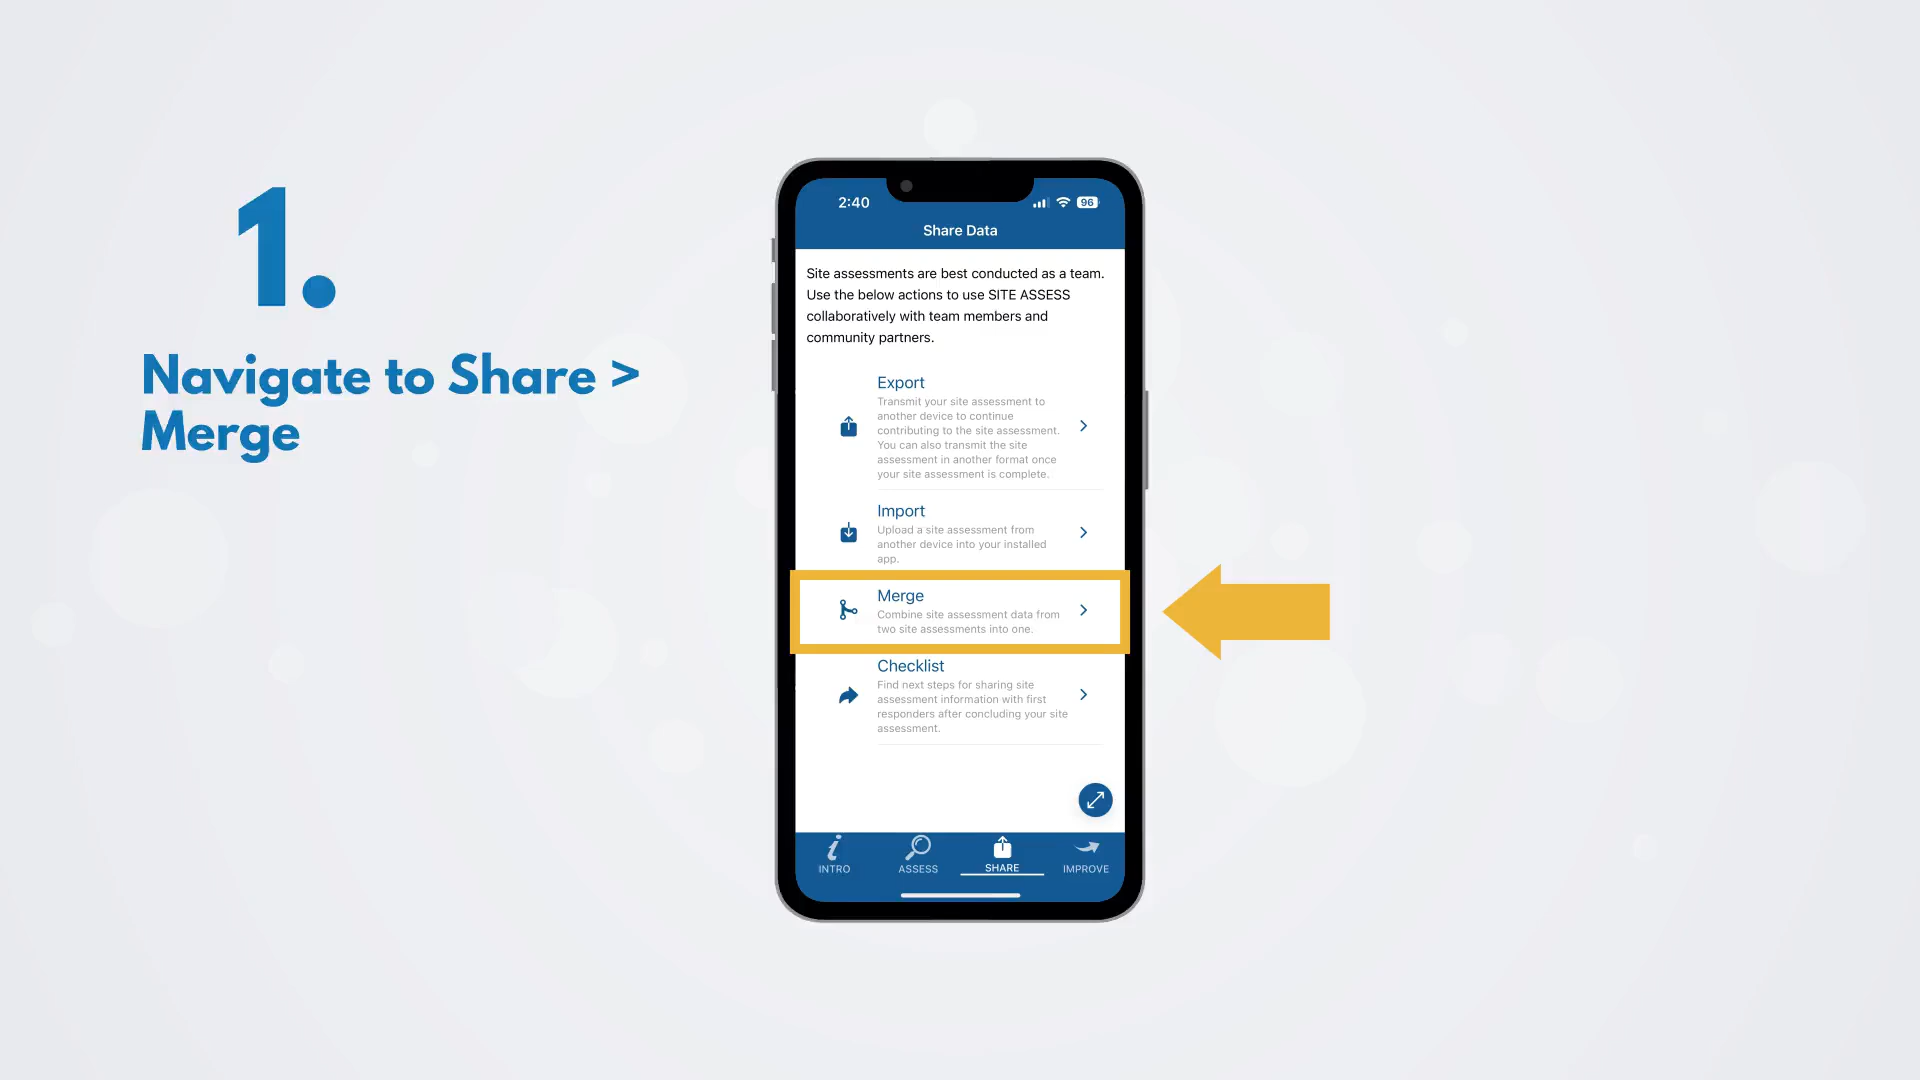 1.
Navigate to Share >
Merge
2:40
96
Share Data
Site assessments are best conducted as a team.
Use the below actions to use SITE ASSESS
collaboratively with team members and
community partners.
Export
Transmit your site assessment to
another device to continue
contributing to the site assessment.
You can also transmit the site
assessment in another format once
your site assessment is complete.
Import
Upload a site assessment from
another device into your installed
app.
Merge
Combine site assessment data from
two site assessments into one.
Checklist
Find next steps for sharing site
assessment information with first
responders after concluding your site
assessment.
INTRO
ASSESS
SHARE
IMPROVE